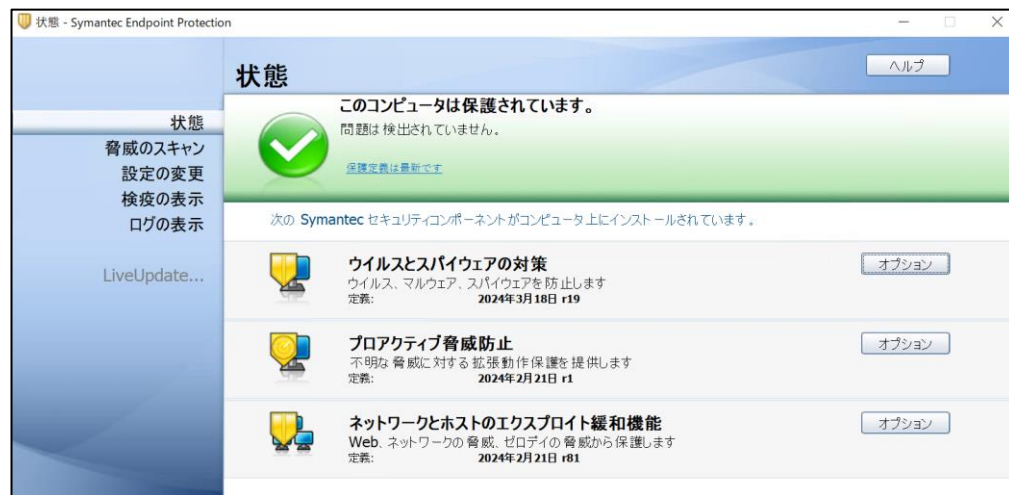 状態 - Symantec Endpoint Protection
状態
ヘルプ
このコンピュータは保護されています。
問題は検出されていません。
保護定義は最新です
状態
脅威のスキャン
設定の変更
検疫の表示
ログの表示
LiveUpdate...
次の Symantec セキュリティコンポーネントがコンピュータ上にインストールされています。
ウイルスとスパイウェアの対策
ウイルス、マルウェア、スパイウェアを防止します
定義: 2024年3月18日 r19
オプション
プロアクティブ脅威防止
不明な脅威に対する拡張動作保護を提供します
定義: 2024年2月21日 r1
オプション
ネットワークとホストのエクスプロイト緩和機能
Web、ネットワークの脅威、ゼロデイの脅威から保護します
定義: 2024年2月21日 r81
オプション